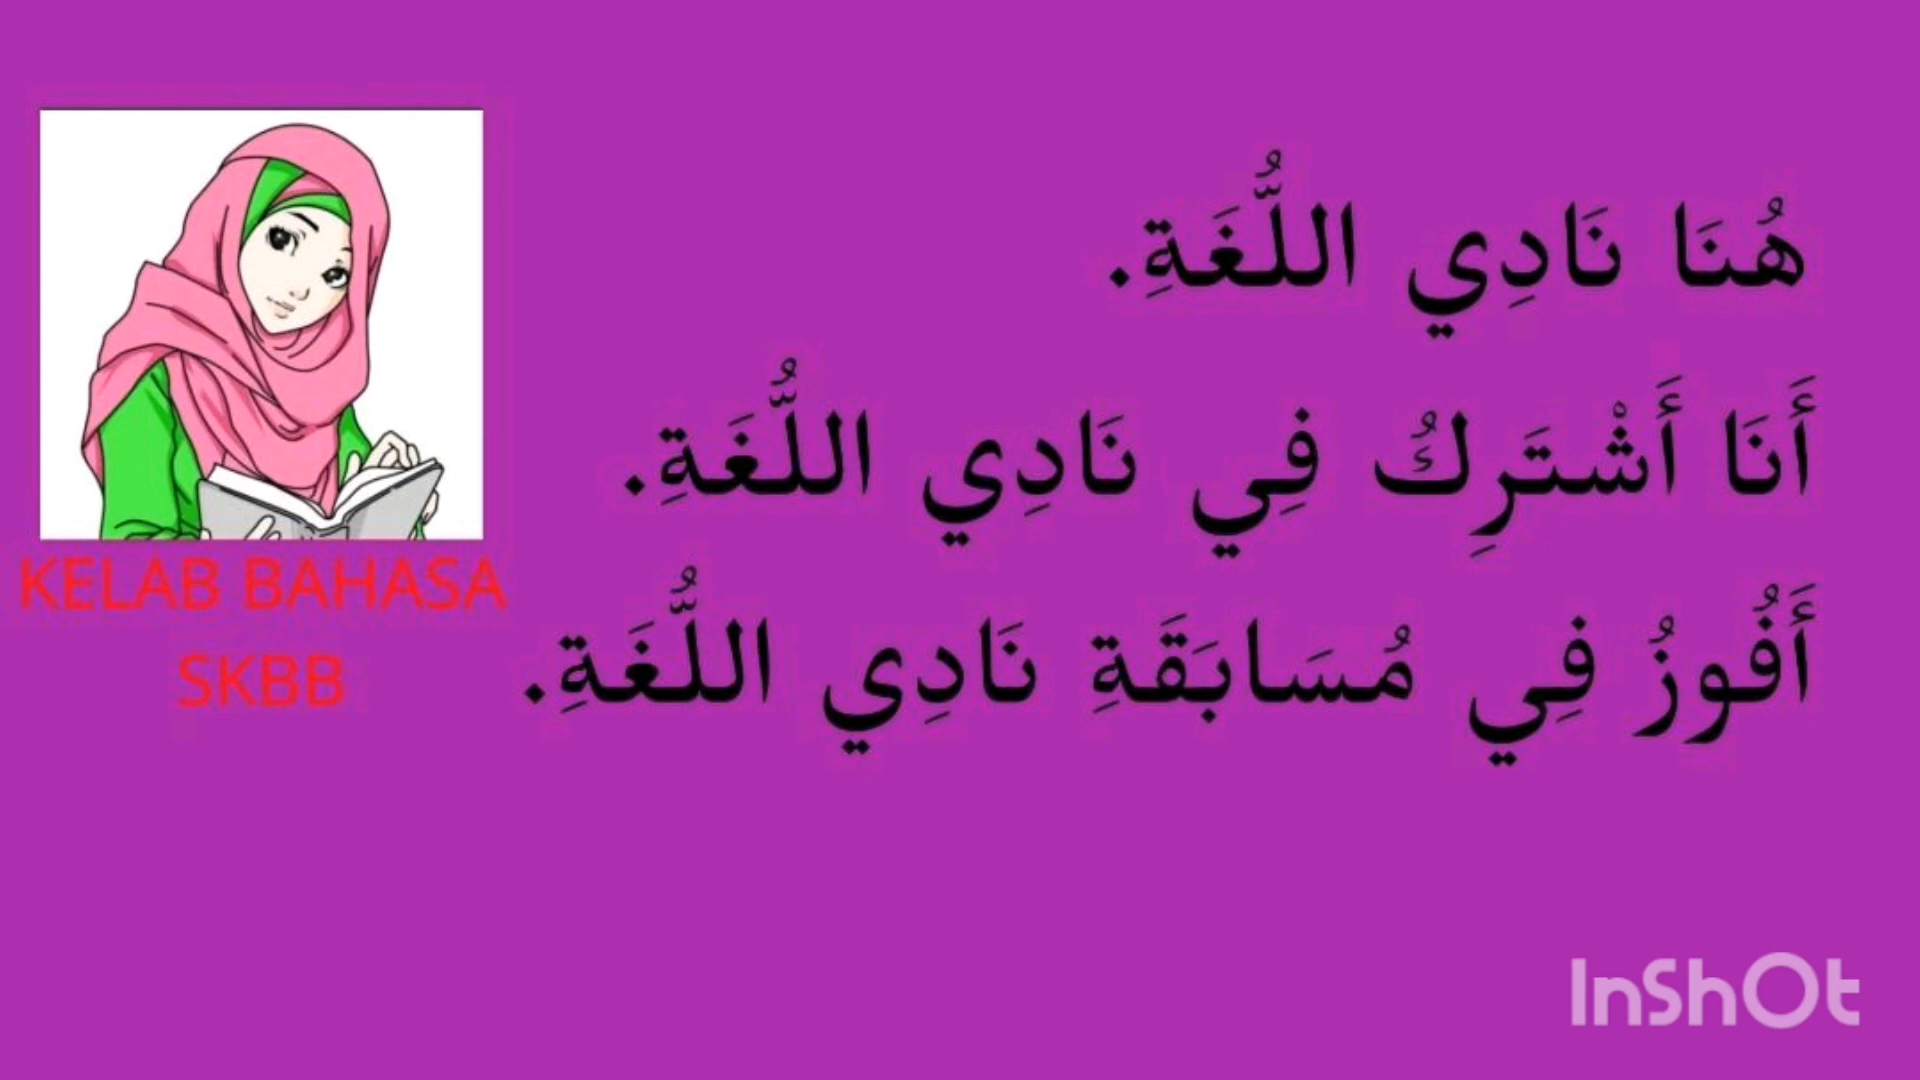 هُنَا نَادِي اللُّغَةِ.
أَنَا أَشْتَرِكُ فِي نَادِي اللُّغَةِ.
أَفُوزُ فِي مُسَابَقَةِ نَادِي اللُّغَةِ.
KELAB BAHASA
SKBB
InShOt